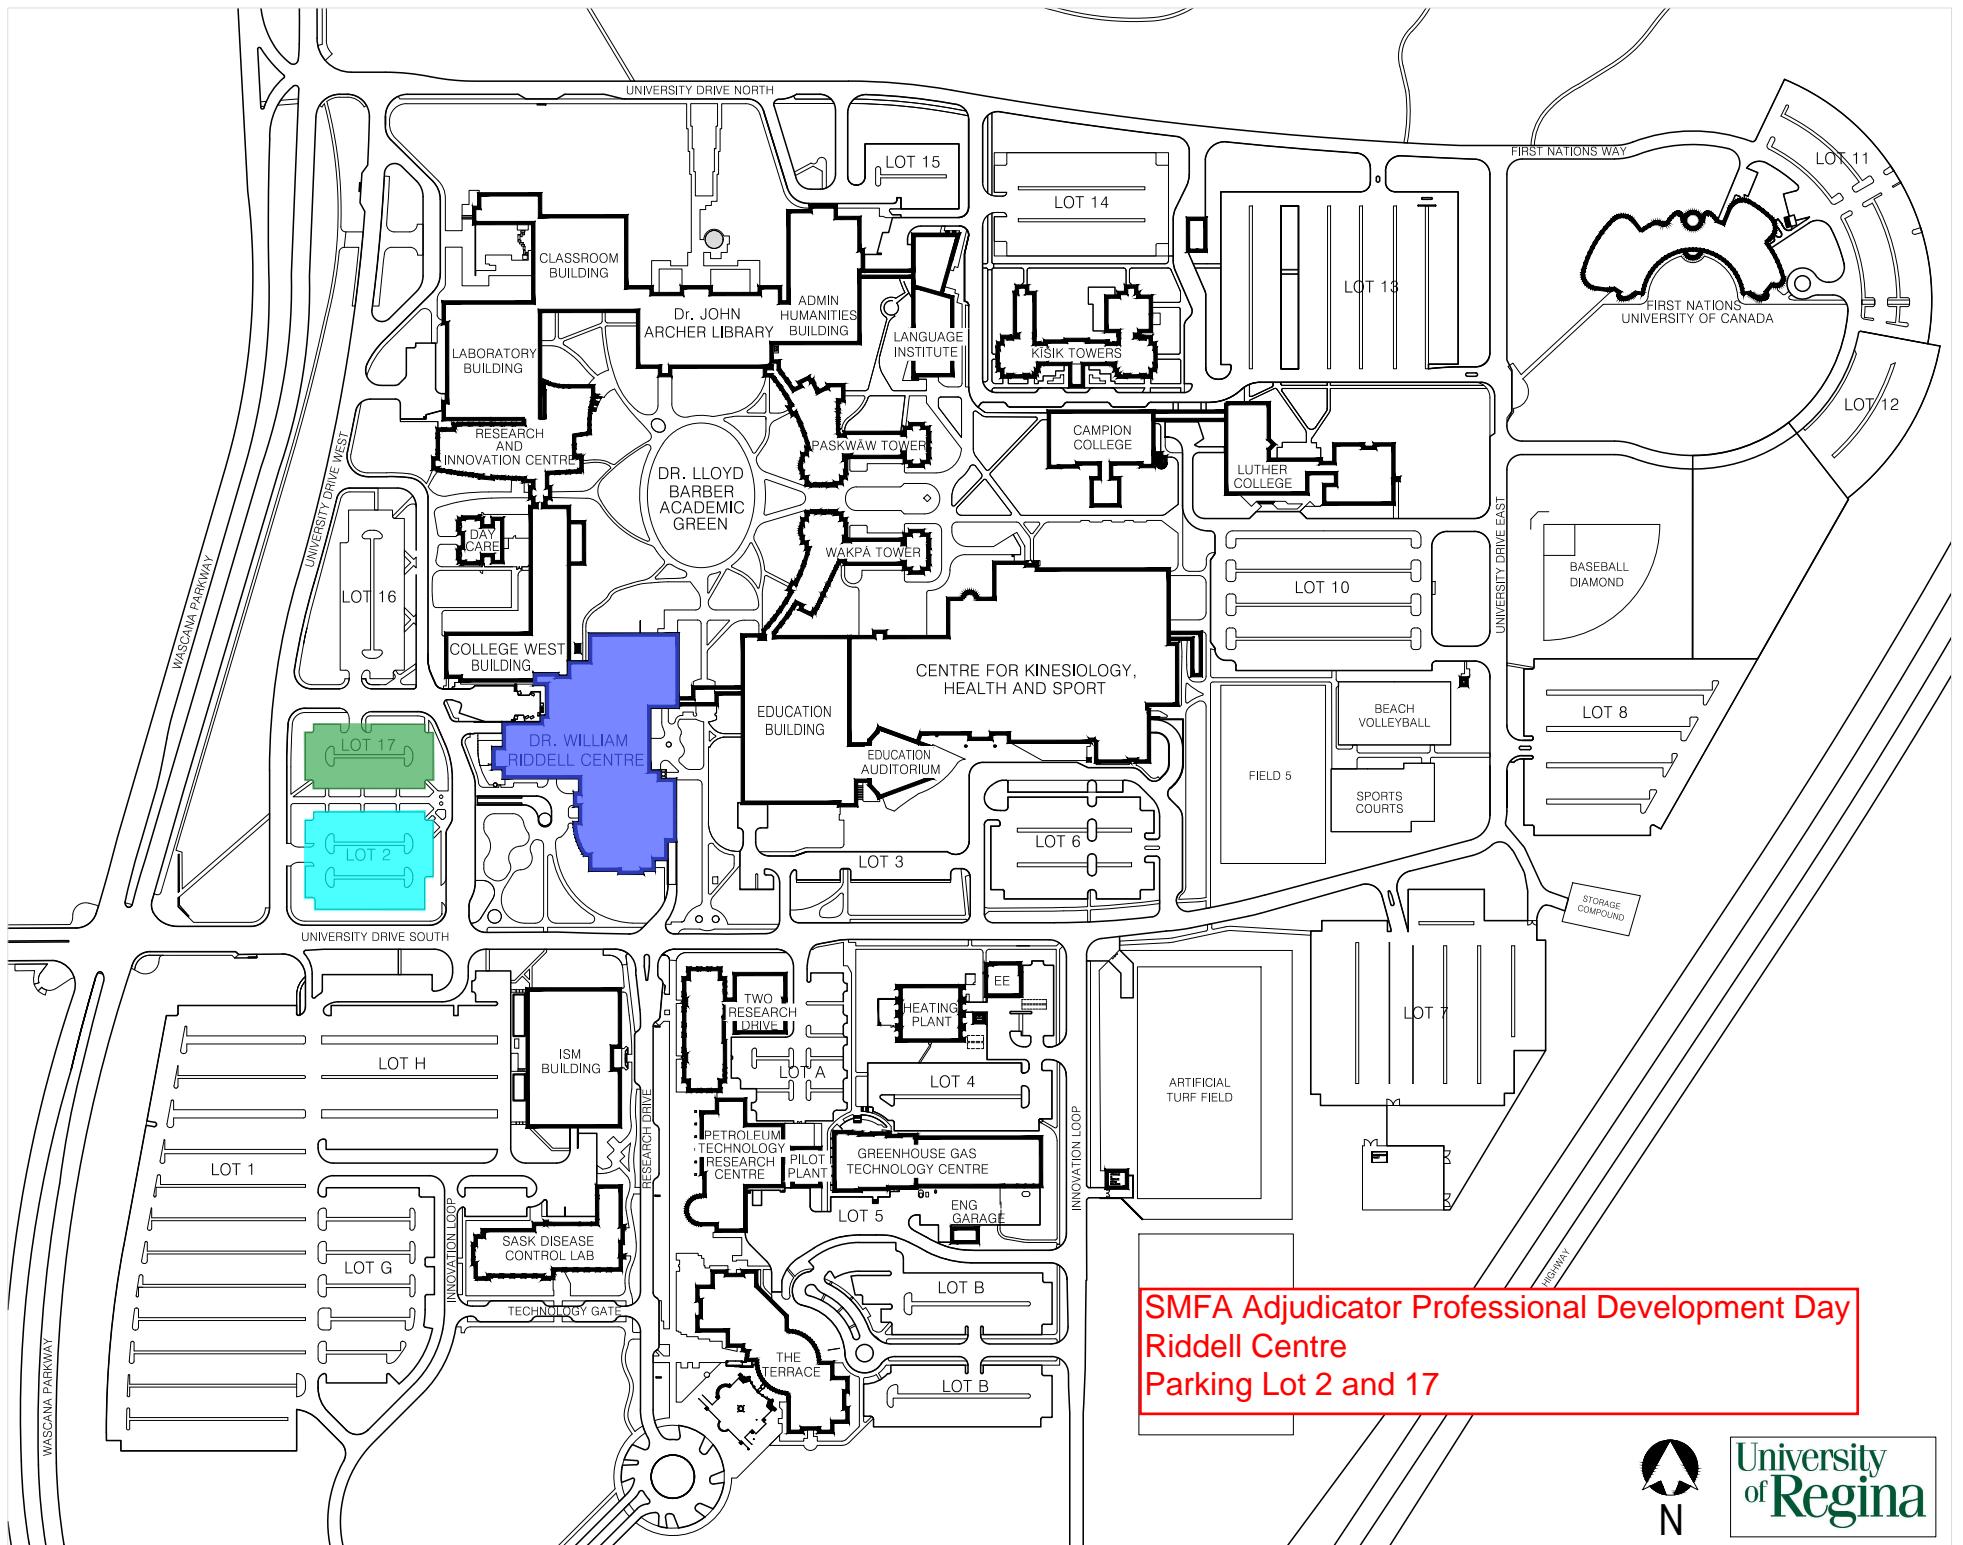 UNIVERSITY DRIVE NORTH
FIRST NATIONS WAY
LOT 15
LOT 11
LOT 14
CLASSROOM
BUILDING
LOT 13
ADMIN
HUMANITIES
BUILDING
Dr. JOHN
ARCHER LIBRARY
FIRST NATIONS
UNIVERSITY OF CANADA
LANGUAGE
INSTITUTE
KĪSIK TOWERS
LABORATORY
BUILDING
LOT 12
RESEARCH
AND
INNOVATION CENTRE
PASKWĀW TOWER
CAMPION
COLLEGE
LUTHER
COLLEGE
DR. LLOYD
BARBER
ACADEMIC
GREEN
UNIVERSITY DRIVE WEST
UNIVERSITY DRIVE EAST
DAY
CARE
WAKPĀ TOWER
BASEBALL
DIAMOND
LOT 10
LOT 16
WASCANA PARKWAY
COLLEGE WEST
BUILDING
CENTRE FOR KINESIOLOGY,
HEALTH AND SPORT
EDUCATION
BUILDING
BEACH
VOLLEYBALL
LOT 8
LOT 17
DR. WILLIAM
RIDDELL CENTRE
EDUCATION
AUDITORIUM
FIELD 5
SPORTS
COURTS
LOT 2
LOT 3
LOT 6
STORAGE
COMPOUND
UNIVERSITY DRIVE SOUTH
TWO
RESEARCH
DRIVE
EE
HEATING
PLANT
LOT 7
ISM
BUILDING
LOT H
LOT A
LOT 4
ARTIFICIAL
TURF FIELD
RESEARCH DRIVE
INNOVATION LOOP
PETROLEUM
TECHNOLOGY
RESEARCH
CENTRE
PILOT
PLANT
GREENHOUSE GAS
TECHNOLOGY CENTRE
LOT 1
LOT 5
ENG
GARAGE
INNOVATION LOOP
SASK DISEASE
CONTROL LAB
LOT G
LOT B
HIGHWAY
TECHNOLOGY GATE
THE
TERRACE
LOT B
WASCANA PARKWAY
SMFA Adjudicator Professional Development Day
Riddell Centre
Parking Lot 2 and 17
N
University
of Regina